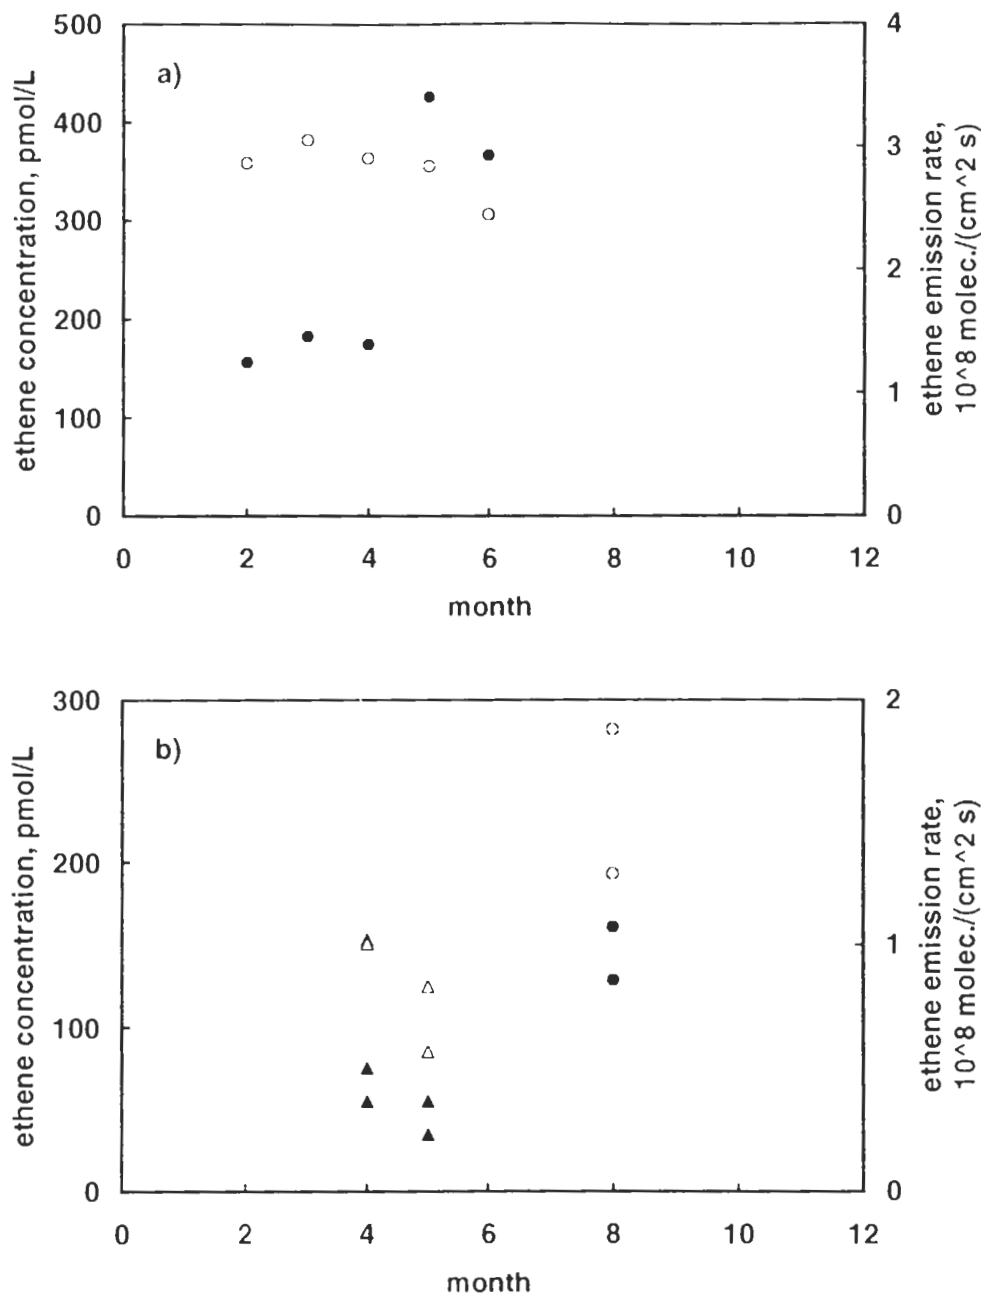 a)
ethene concentration, pmol/L
500
400
300
200
100
0
4
3
2
1
0
ethene emission rate,
10^8 molec./(cm^2 s)
0 2 4 6 8 10 12
month
b)
ethene concentration, pmol/L
300
200
100
0
2
1
0
ethene emission rate,
10^8 molec./(cm^2 s)
0 2 4 6 8 10 12
month